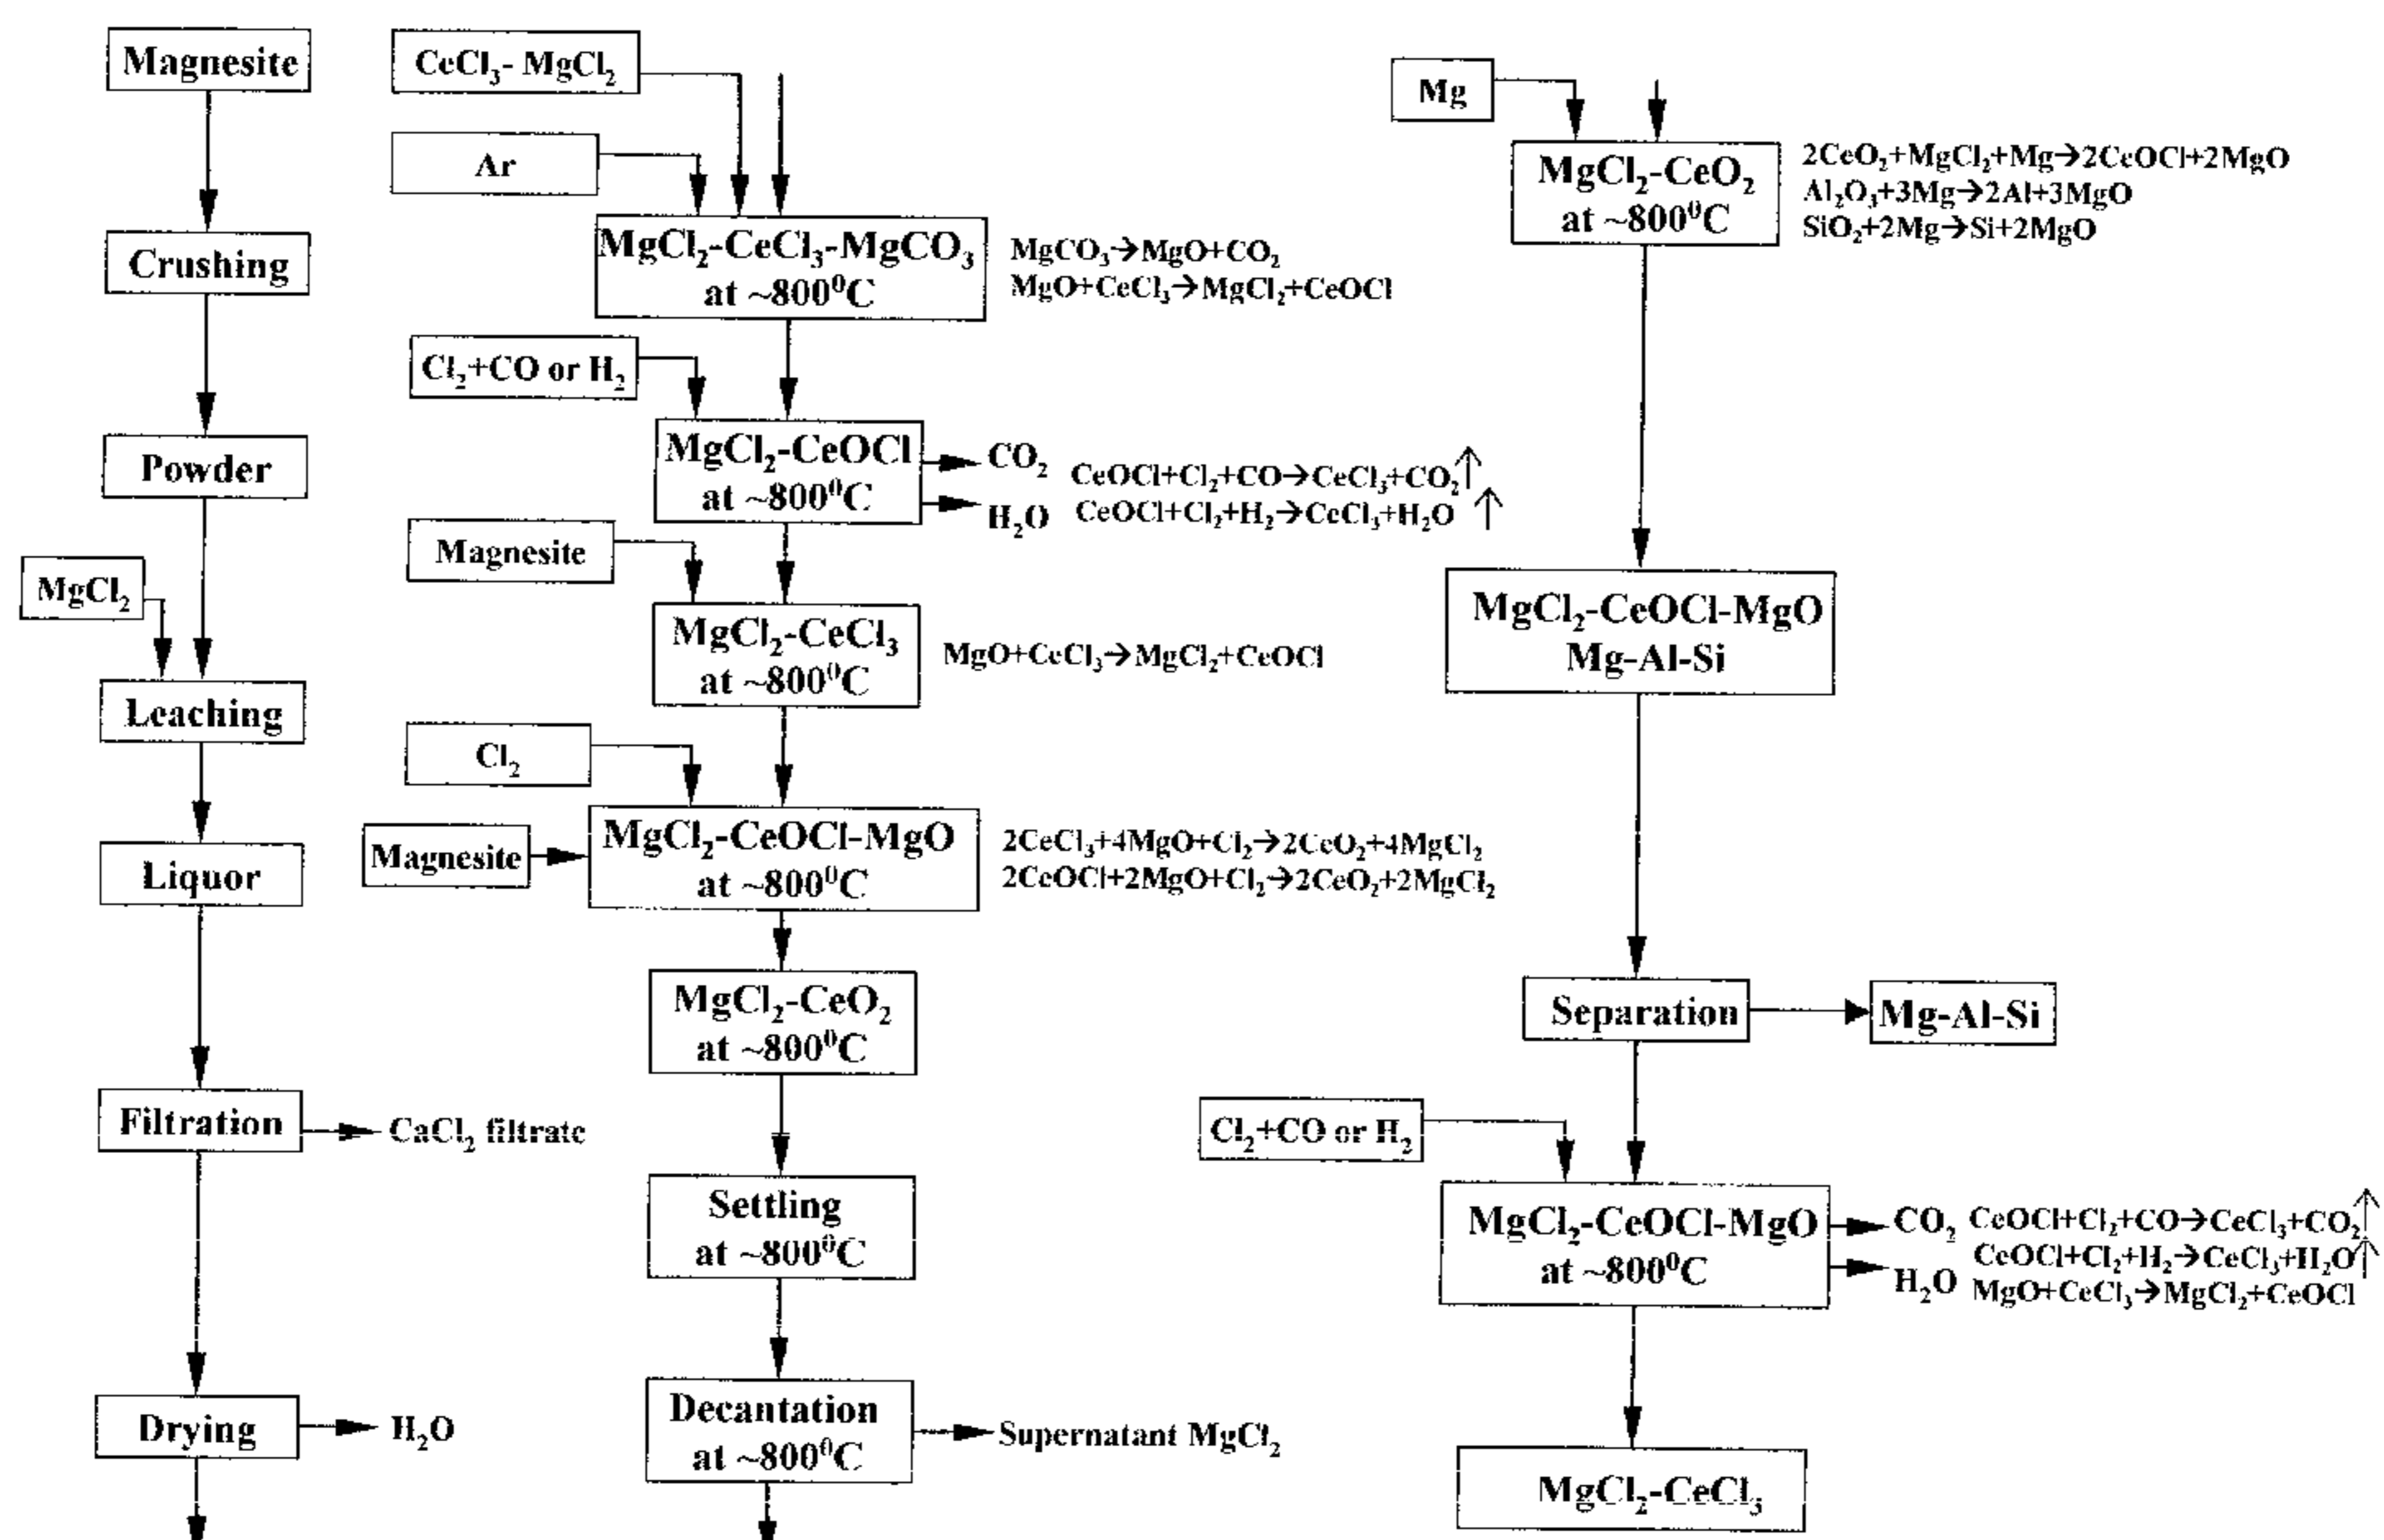 Magnesite
Crushing
Powder
MgCl₂
Leaching
Liquor
Filtration
CaCl₂ filtrate
Drying
H₂O
CeCl₃- MgCl₂
Ar
MgCl₂-CeCl₃-MgCO₃
at ~800⁰C
MgCO₃→MgO+CO₂
MgO+CeCl₃→MgCl₂+CeOCl
Cl₂+CO or H₂
MgCl₂-CeOCl
at ~800⁰C
CO₂
H₂O
CeOCl+Cl₂+CO→CeCl₃+CO₂↑
CeOCl+Cl₂+H₂→CeCl₃+H₂O ↑
Magnesite
MgCl₂-CeCl₃
at ~800⁰C
MgO+CeCl₃→MgCl₂+CeOCl
Cl₂
Magnesite
MgCl₂-CeOCl-MgO
at ~800⁰C
2CeCl₃+4MgO+Cl₂→2CeO₂+4MgCl₂
2CeOCl+2MgO+Cl₂→2CeO₂+2MgCl₂
MgCl₂-CeO₂
at ~800⁰C
Settling
at ~800⁰C
Decantation
at ~800⁰C
Supernatant MgCl₂
Mg
MgCl₂-CeO₂
at ~800⁰C
2CeO₂+MgCl₂+Mg→2CeOCl+2MgO
Al₂O₃+3Mg→2Al+3MgO
SiO₂+2Mg→Si+2MgO
MgCl₂-CeOCl-MgO
Mg-Al-Si
Separation
Mg-Al-Si
Cl₂+CO or H₂
MgCl₂-CeOCl-MgO
at ~800⁰C
CO₂
H₂O
CeOCl+Cl₂+CO→CeCl₃+CO₂↑
CeOCl+Cl₂+H₂→CeCl₃+H₂O↑
MgO+CeCl₃→MgCl₂+CeOCl
MgCl₂-CeCl₃